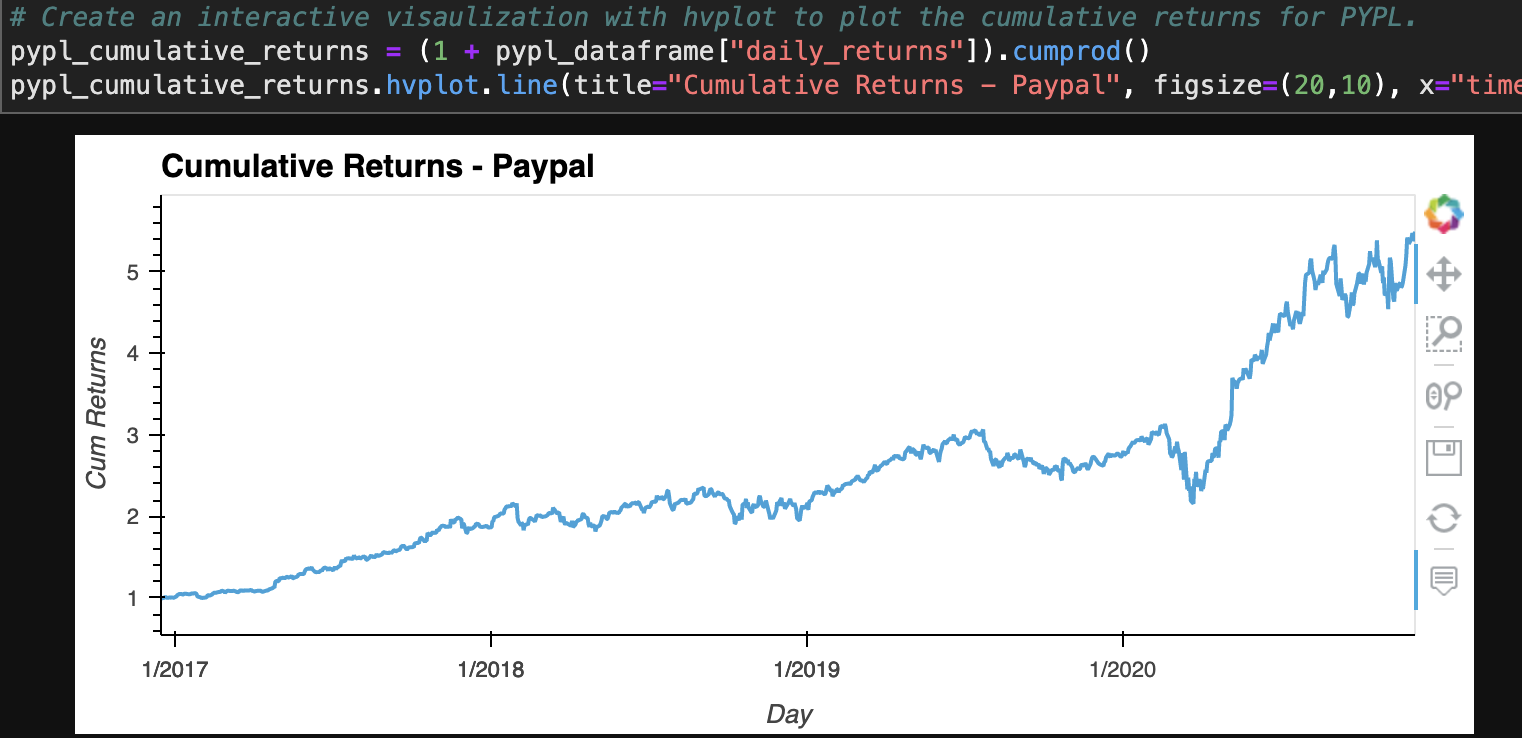 # Create an interactive visaulization with hvplot to plot the cumulative returns for PYPL.
pypl_cumulative_returns = (1 + pypl_dataframe["daily_returns"]).cumprod()
pypl_cumulative_returns.hvplot.line(title="Cumulative Returns - Paypal", figsize=(20,10), x="time
Cumulative Returns - Paypal
Cum Returns
5
4
3
2
1
1/2017 1/2018 1/2019 1/2020
Day